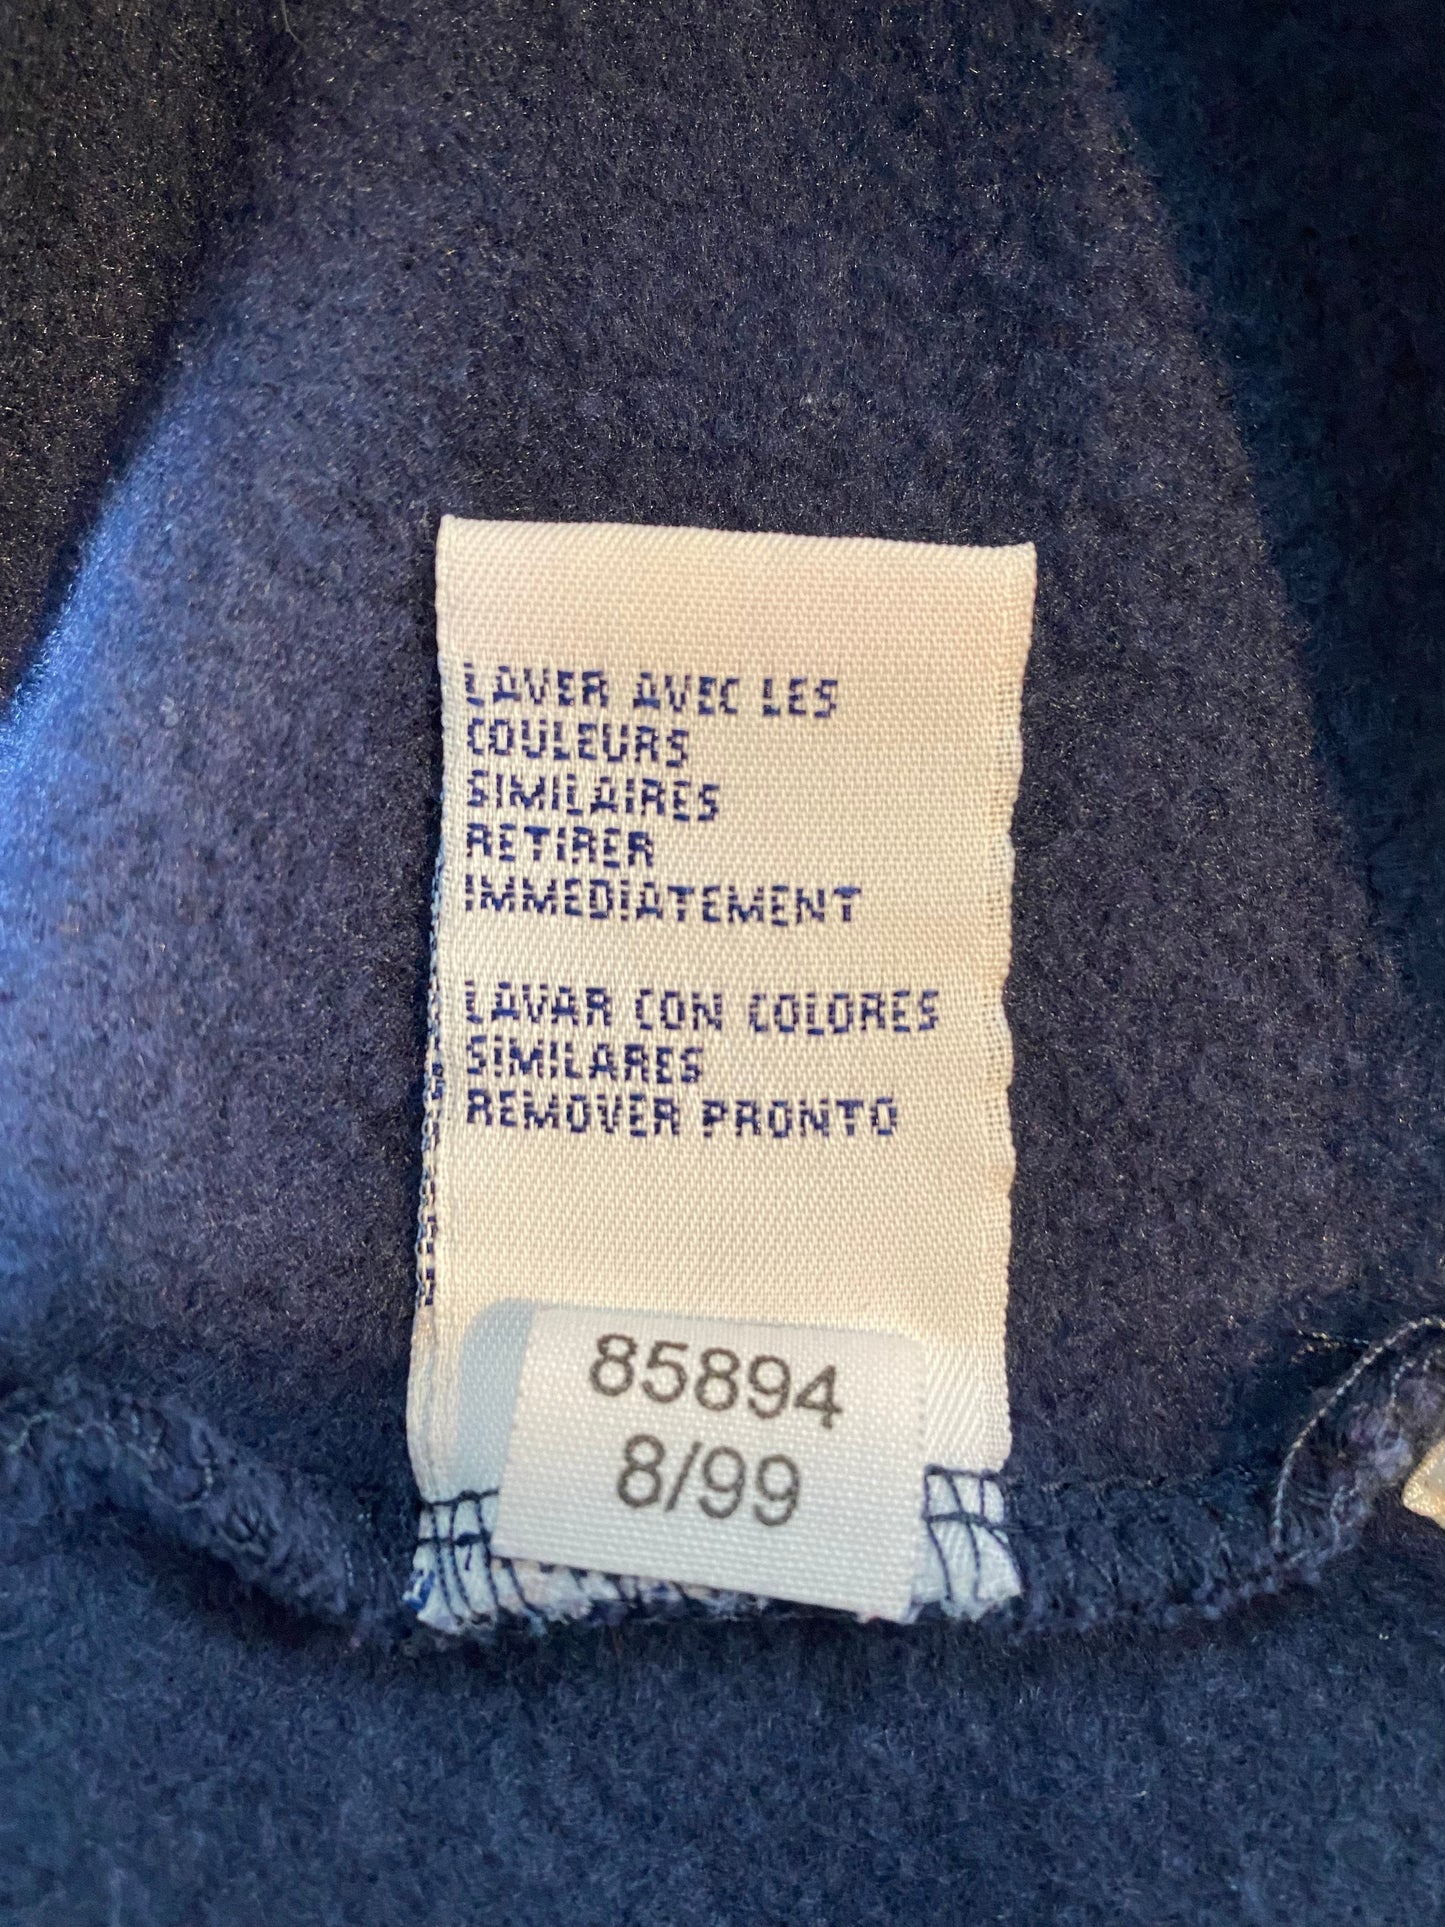 LAVER AVEC LES
COULEURS
SIMILAIRES
RETIRER
IMMEDIATEMENT
LAVAR CON COLORES
SIMILARES
REMOVER PRONTO
85894
8/99